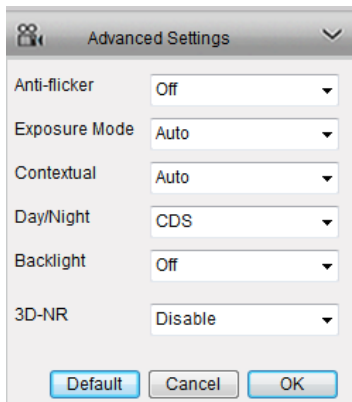 Advanced Settings
Anti-flicker Off
Exposure Mode Auto
Contextual Auto
Day/Night CDS
Backlight Off
3D-NR Disable
Default Cancel OK